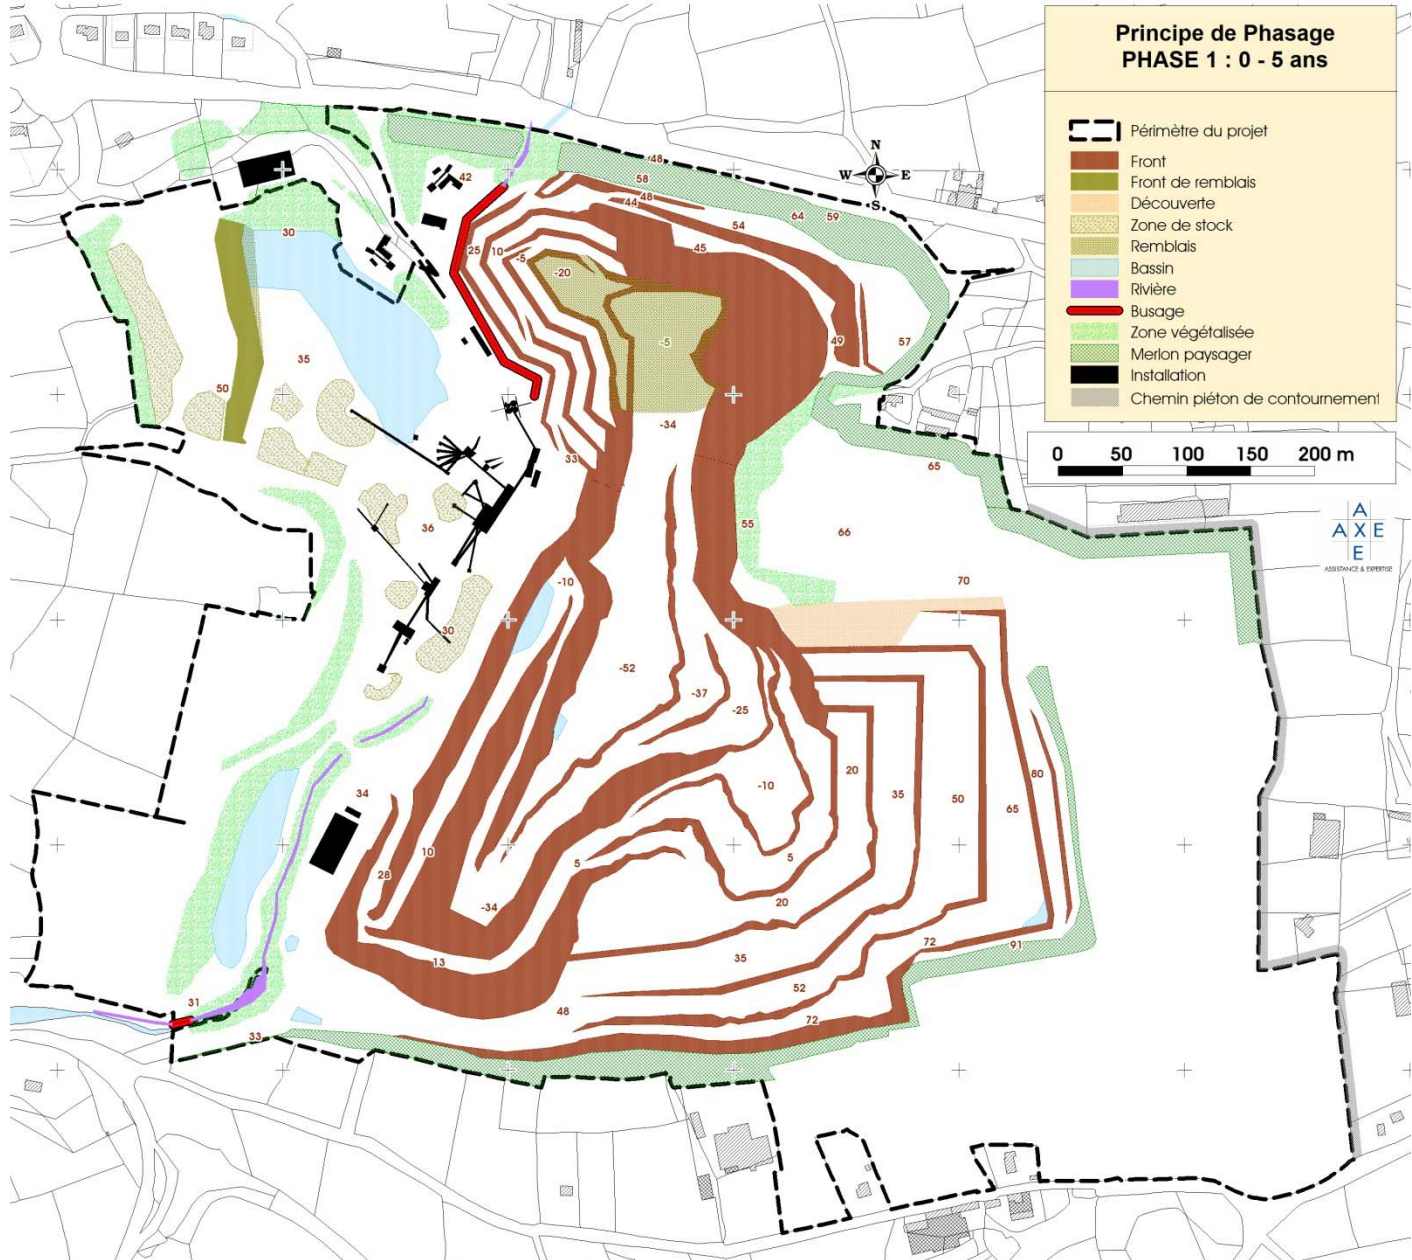 Principe de Phasage
PHASE 1 : 0 - 5 ans
Périmètre du projet
Front
Front de remblais
Découverte
Zone de stock
Remblais
Bassin
Rivière
Busage
Zone végétalisée
Merlon paysager
Installation
Chemin piéton de contournement
0 50 100 150 200 m
A
A X E
E
ASSISTANCE & EXPERTISE
N
W E
S
48
42
58
48
44
64
59
54
30
25
10
-5
45
-20
35
-5
49
57
50
-34
33
65
36
55
66
-10
70
30
-52
-37
-25
34
20
80
-10
35
50
65
10
5
5
28
20
-34
72
91
13
35
52
31
48
72
33